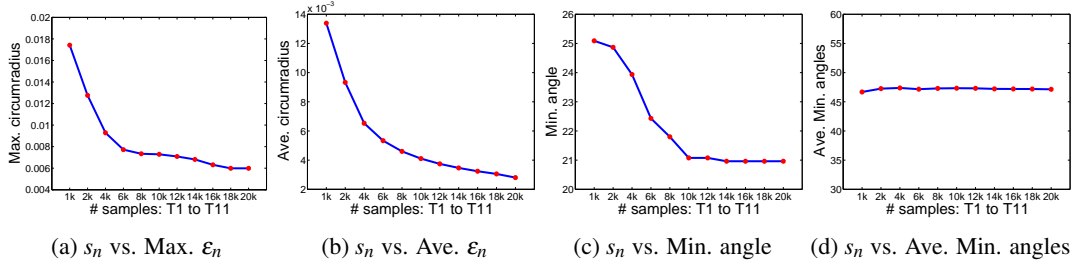 0.02
0.018
0.016
0.014
0.012
0.01
0.008
0.006
0.004
Max. circumradius
1k 2k 4k 6k 8k 10k 12k 14k 16k 18k 20k
# samples: T1 to T11
(a) sn vs. Max. εn
14 x 10⁻³
12
10
8
6
4
2
Ave. circumradius
1k 2k 4k 6k 8k 10k 12k 14k 16k 18k 20k
# samples: T1 to T11
(b) sn vs. Ave. εn
26
25
24
23
22
21
20
Min. angle
1k 2k 4k 6k 8k 10k 12k 14k 16k 18k 20k
# samples: T1 to T11
(c) sn vs. Min. angle
60
55
50
45
40
35
30
Ave. Min. angles
1k 2k 4k 6k 8k 10k 12k 14k 16k 18k 20k
# samples: T1 to T11
(d) sn vs. Ave. Min. angles